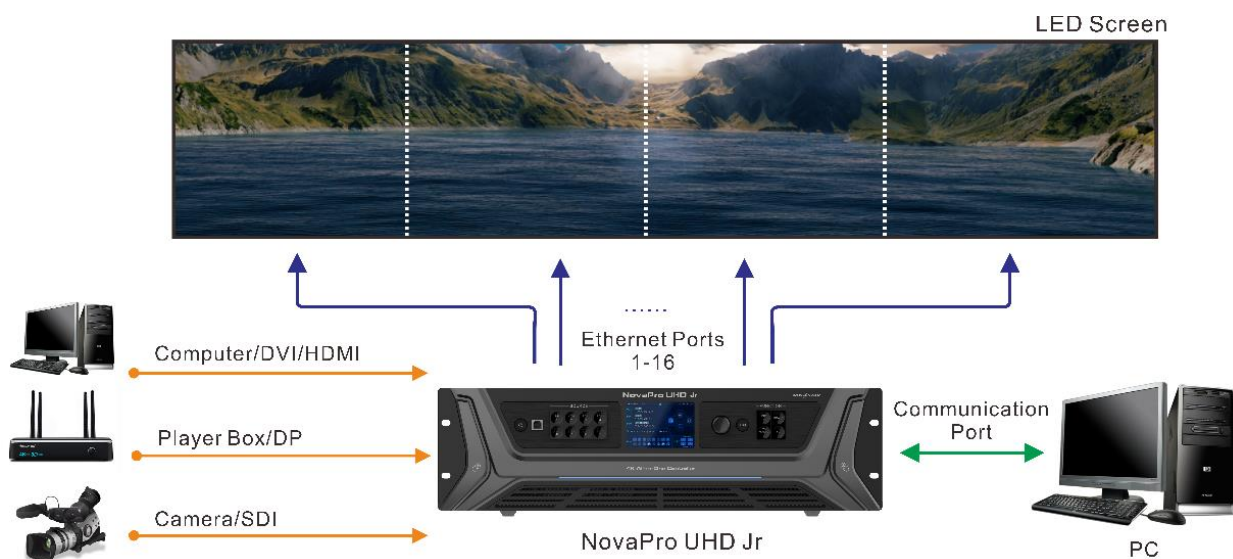 LED Screen
Ethernet Ports
1-16
Computer/DVI/HDMI
Player Box/DP
Camera/SDI
NovaPro UHD Jr
Communication
Port
NovaPro UHD Jr
PC